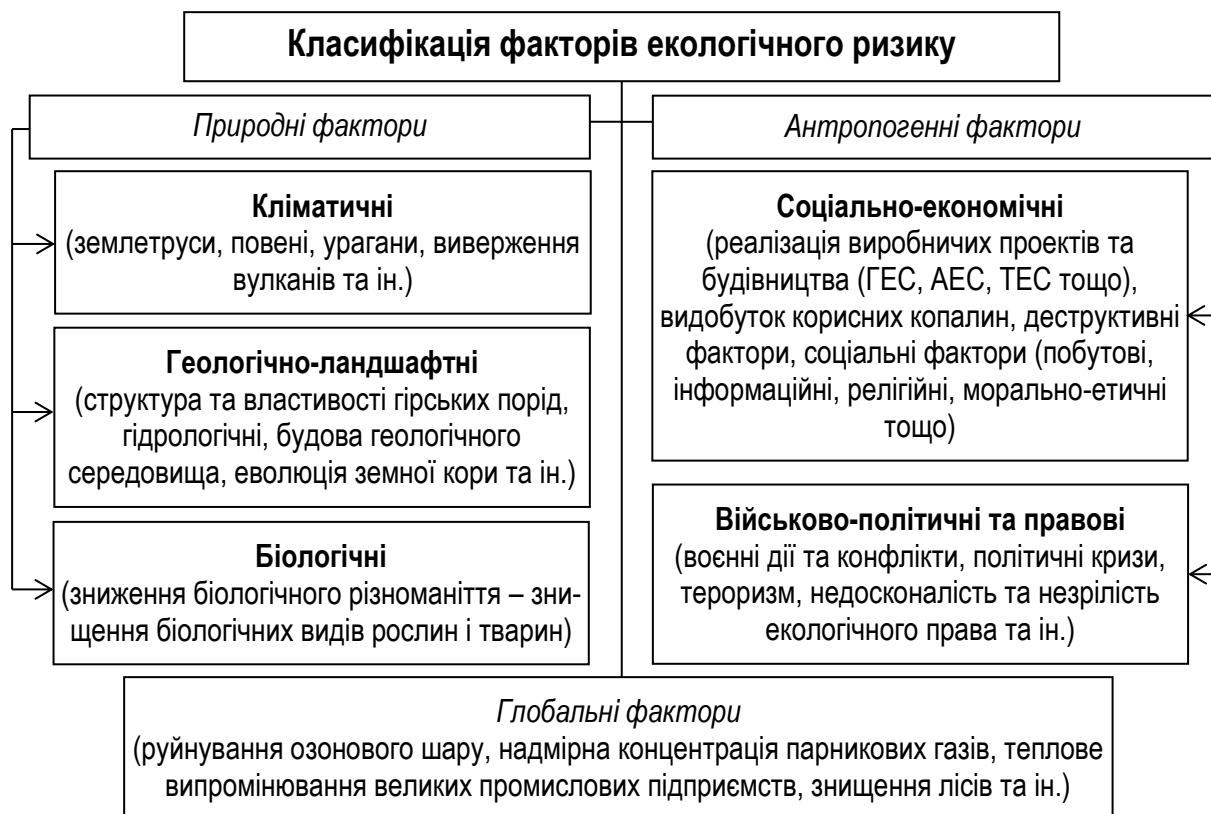 Класифікація факторів екологічного ризику
Природні фактори
Кліматичні
(землетруси, повені, урагани, виверження
вулканів та ін.)
Геологічно-ландшафтні
(структура та властивості гірських порід,
гідрологічні, будова геологічного
середовища, еволюція земної кори та ін.)
Біологічні
(зниження біологічного різноманіття – зни-
щення біологічних видів рослин і тварин)
Антропогенні фактори
Соціально-економічні
(реалізація виробничих проектів та
будівництва (ГЕС, АЕС, ТЕС тощо),
видобуток корисних копалин, деструктивні
фактори, соціальні фактори (побутові,
інформаційні, релігійні, морально-етичні
тощо)
Військово-політичні та правові
(воєнні дії та конфлікти, політичні кризи,
тероризм, недосконалість та незрілість
екологічного права та ін.)
Глобальні фактори
(руйнування озонового шару, надмірна концентрація парникових газів, теплове
випромінювання великих промислових підприємств, знищення лісів та ін.)